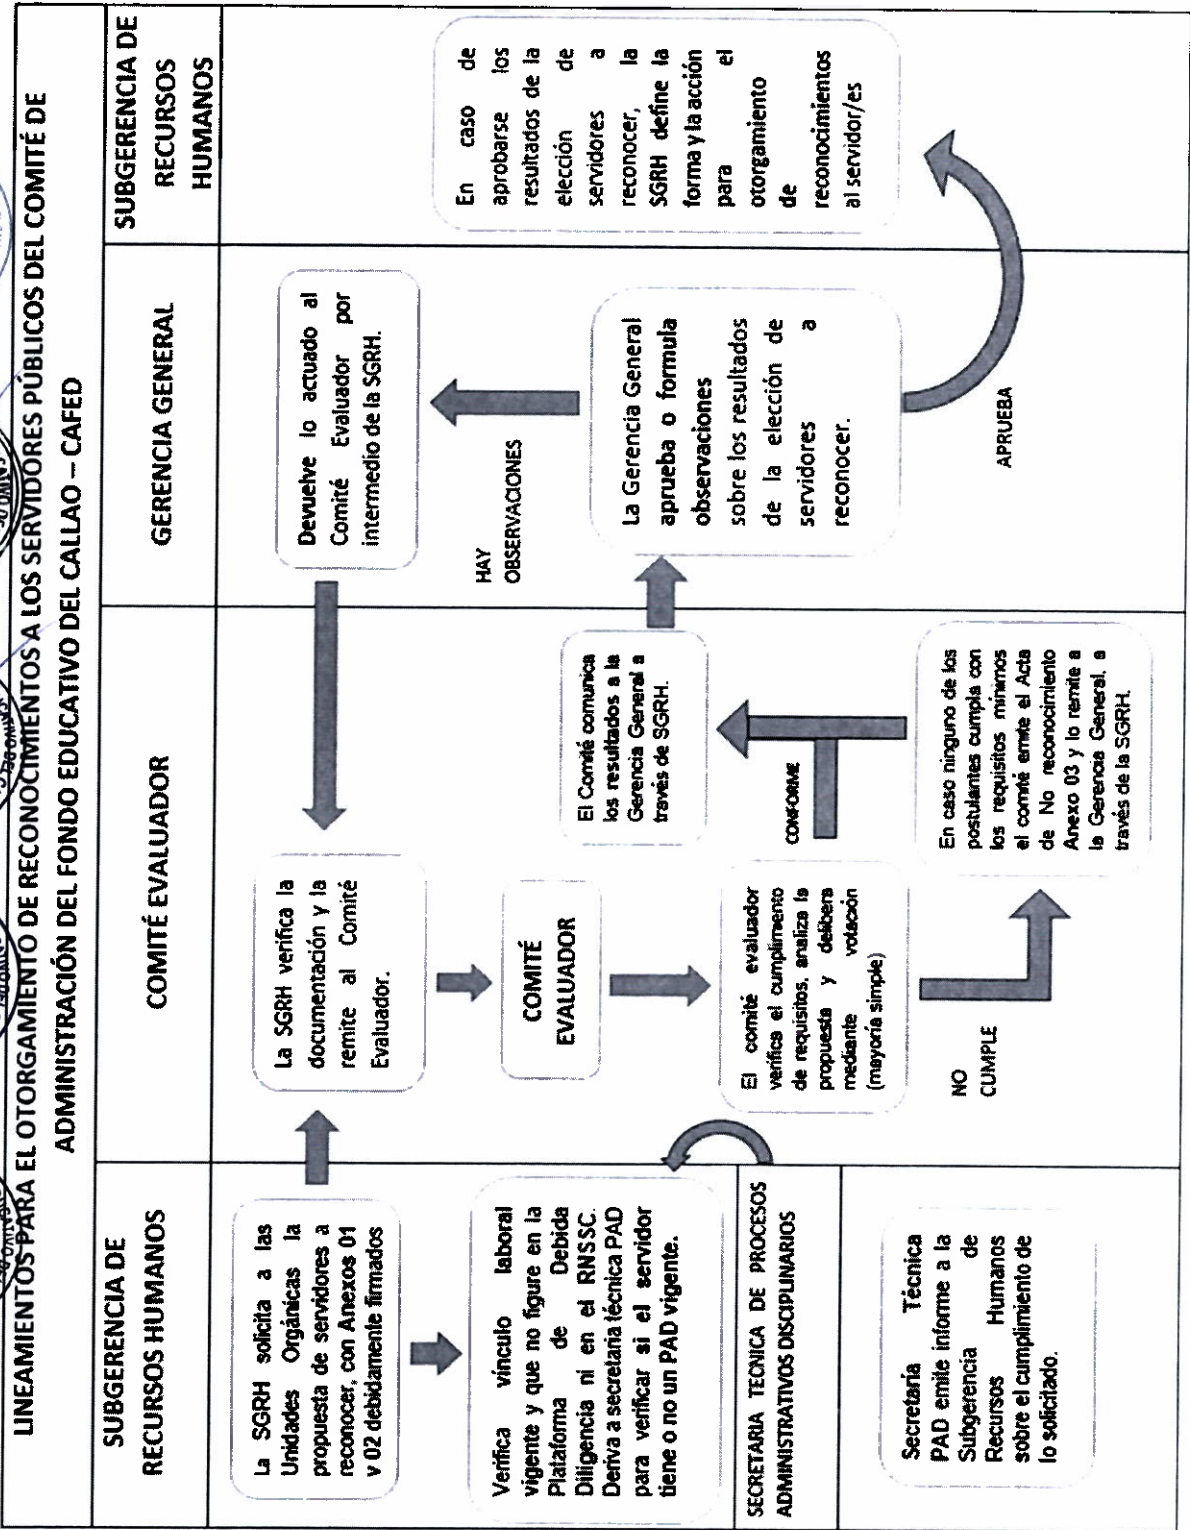 LINEAMIENTOS PARA EL OTORGAMIENTO DE RECONOCIMIENTOS A LOS SERVIDORES PÚBLICOS DEL COMITÉ DE
ADMINISTRACIÓN DEL FONDO EDUCATIVO DEL CALLAO – CAFED
SUBGERENCIA DE
RECURSOS HUMANOS
COMITÉ EVALUADOR
GERENCIA GENERAL
SUBGERENCIA DE
RECURSOS
HUMANOS
La SGRH solicita a las
Unidades Orgánicas la
propuesta de servidores a
reconocer, con Anexos 01
v 02 debidamente firmados
Verifica vínculo laboral
vigente y que no figure en la
Plataforma de Debida
Diligencia ni en el RNSSC.
Deriva a secretaria técnica PAD
para verificar si el servidor
tiene o no un PAD vigente.
SECRETARIA TECNICA DE PROCESOS
ADMINISTRATIVOS DISCIPLINARIOS
Secretaría Técnica
PAD emite informe a la
Subgerencia de
Recursos Humanos
sobre el cumplimiento de
lo solicitado.
La SGRH verifica la
documentación y la
remite al Comité
Evaluador.
COMITÉ
EVALUADOR
El comité evaluador
verifica el cumplimiento
de requisitos, analiza la
propuesta y delibera
mediante votación
(mayoría simple)
NO
CUMPLE
CONFORME
El Comité comunica
los resultados a la
Gerencia General a
través de SGRH.
En caso ninguno de los
postulantes cumpla con
los requisitos mínimos
el comité emite el Acta
de No reconocimiento
Anexo 03 y lo remite a
la Gerencia General, a
través de la SGRH.
Devuelve lo actuado al
Comité Evaluador por
intermedio de la SGRH.
HAY
OBSERVACIONES
La Gerencia General
aprueba o formula
observaciones
sobre los resultados
de la elección de
servidores a
reconocer.
APRUEBA
En caso de
aprobarse los
resultados de la
elección de
servidores a
reconocer, la
SGRH define la
forma y la acción
para el
otorgamiento
de
reconocimientos
al servidor/es